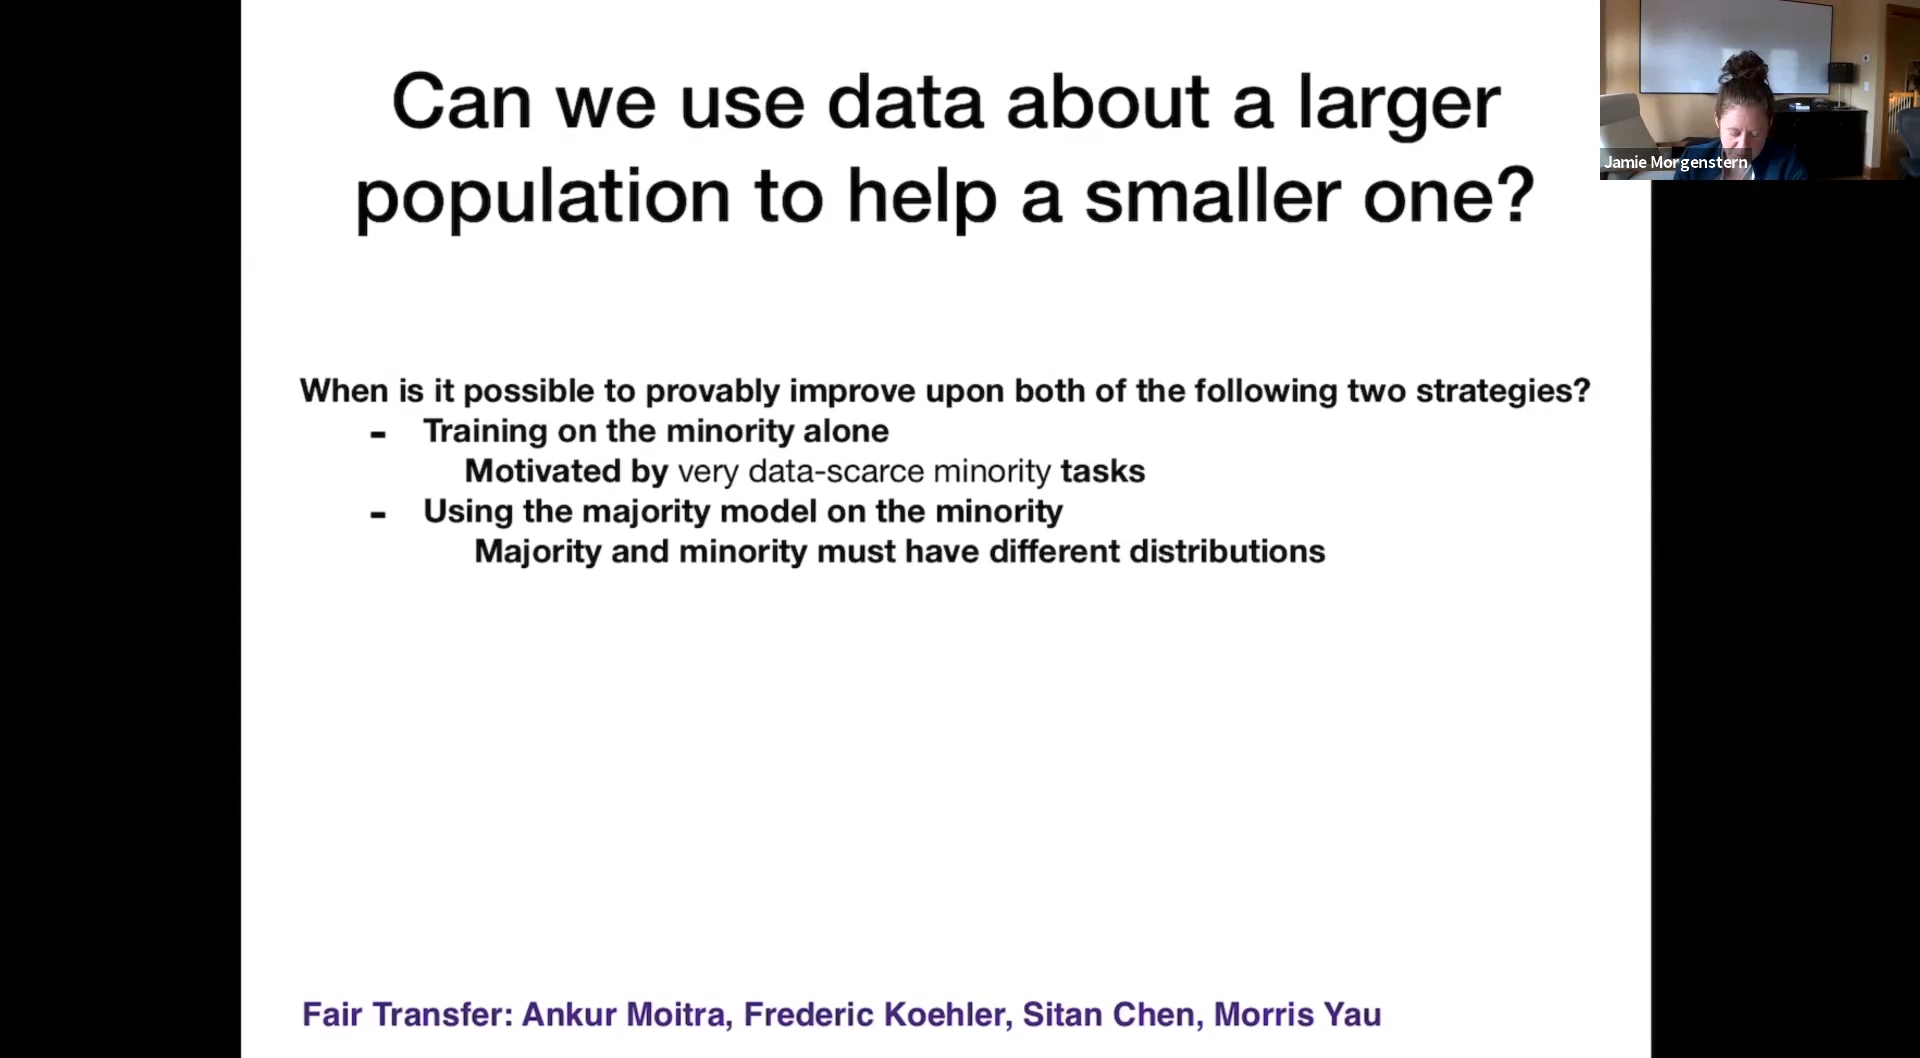 Can we use data about a larger
population to help a smaller one?
Jamie Morgenstern
When is it possible to provably improve upon both of the following two strategies?
- Training on the minority alone
Motivated by very data-scarce minority tasks
- Using the majority model on the minority
Majority and minority must have different distributions
Fair Transfer: Ankur Moitra, Frederic Koehler, Sitan Chen, Morris Yau